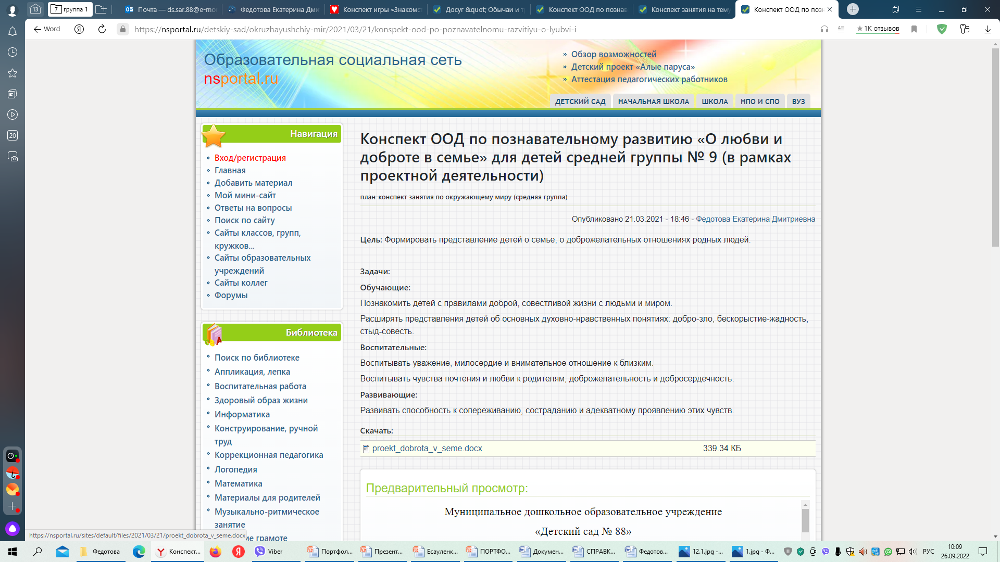 13
7 группа 1
Почта — ds.sar.88@e-mo
Федотова Екатерина Дми
Конспект игры «Знакомс
Досуг &quot; Обычаи и т
Конспект ООД по познав
Конспект занятия на тему
Конспект ООД по позн
Word
https://nsportal.ru/detskiy-sad/okruzhayushchiy-mir/2021/03/21/konspekt-ood-po-poznavatelnomu-razvitiyu-o-lyubvi-i
1К отзывов
20
Образовательная социальная сеть
nsportal.ru
» Обзор возможностей
» Детский проект «Алые паруса»
» Аттестация педагогических работников
ДЕТСКИЙ САД
НАЧАЛЬНАЯ ШКОЛА
ШКОЛА
НПО И СПО
ВУЗ
Навигация
» Вход/регистрация
» Главная
» Добавить материал
» Мой мини-сайт
» Ответы на вопросы
» Поиск по сайту
» Сайты классов, групп,
кружков...
» Сайты образовательных
учреждений
» Сайты коллег
» Форумы
Библиотека
» Поиск по библиотеке
» Аппликация, лепка
» Воспитательная работа
» Здоровый образ жизни
» Информатика
» Конструирование, ручной
труд
» Коррекционная педагогика
» Логопедия
» Математика
» Материалы для родителей
» Музыкально-ритмическое
занятие
ие грамоте
Конспект ООД по познавательному развитию «О любви и
доброте в семье» для детей средней группы № 9 (в рамках
проектной деятельности)
план-конспект занятия по окружающему миру (средняя группа)
Опубликовано 21.03.2021 - 18:46 - Федотова Екатерина Дмитриевна
Цель: Формировать представление детей о семье, о доброжелательных отношениях родных людей.
Задачи:
Обучающие:
Познакомить детей с правилами доброй, совестливой жизни с людьми и миром.
Расширять представления детей об основных духовно-нравственных понятиях: добро-зло, бескорыстие-жадность,
стыд-совесть.
Воспитательные:
Воспитывать уважение, милосердие и внимательное отношение к близким.
Воспитывать чувства почтения и любви к родителям, доброжелательность и добросердечность.
Развивающие:
Развивать способность к сопереживанию, состраданию и адекватному проявлению этих чувств.
Скачать:
proekt_dobrota_v_seme.docx 339.34 КБ
Предварительный просмотр:
Муниципальное дошкольное образовательное учреждение
«Детский сад № 88»
https://nsportal.ru/sites/default/files/2021/03/21/proekt_dobrota_v_seme.docx
Федотова
Конспект...
Viber
Портфол...
Презент...
Есауленк...
ПОРТФО...
Докумен...
СПРАВК...
Федотов...
12.1.jpg -...
1.jpg - Ф...
РУС
10:09
26.09.2022